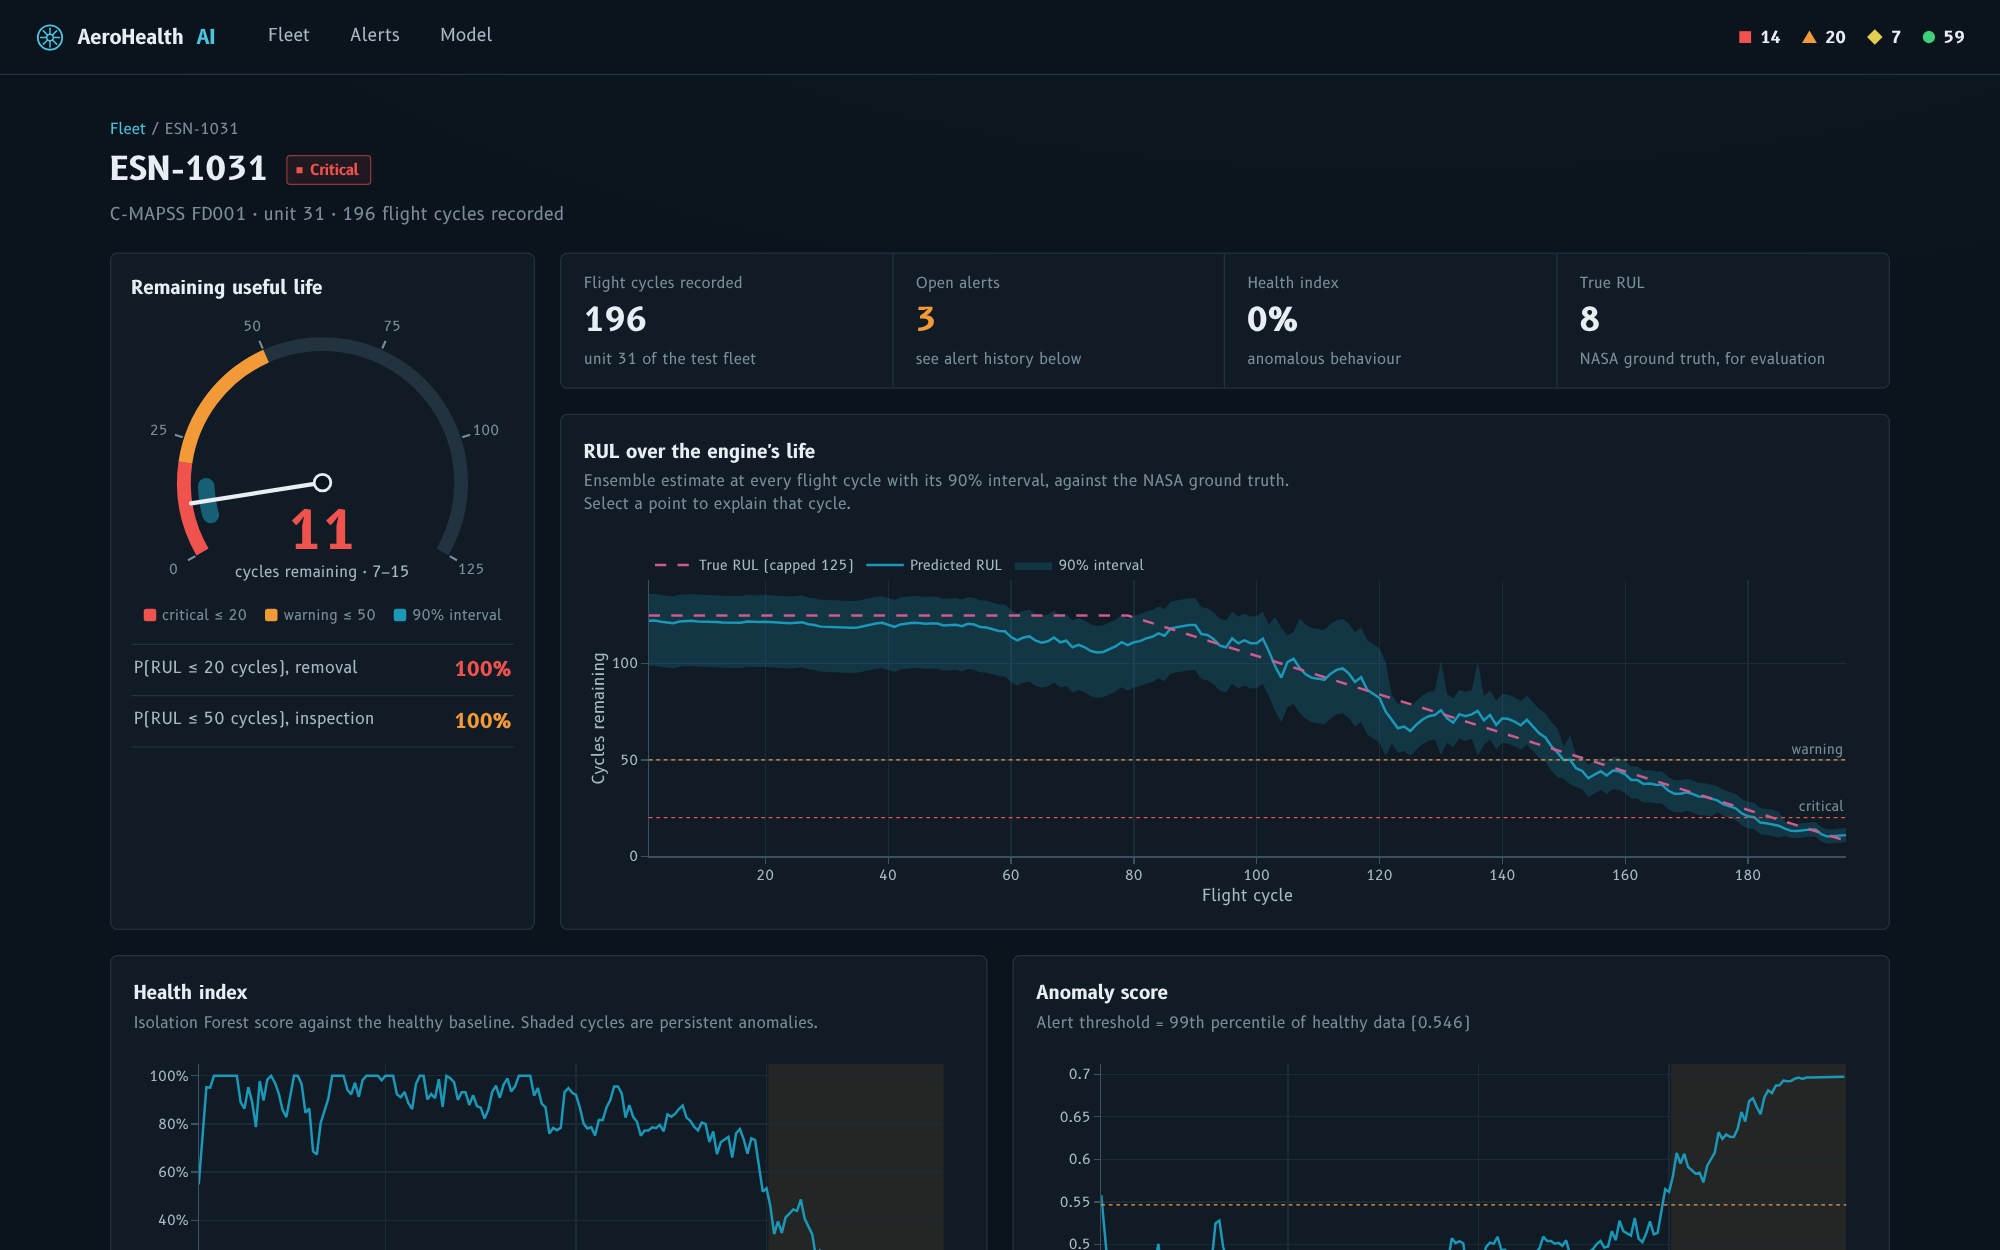 AeroHealth AI
Fleet
Alerts
Model
14
20
7
59
Fleet / ESN-1031
ESN-1031
Critical
C-MAPSS FD001 · unit 31 · 196 flight cycles recorded
Remaining useful life
50
75
25
100
0
125
11
cycles remaining · 7–15
critical ≤ 20
warning ≤ 50
90% interval
P(RUL ≤ 20 cycles), removal
100%
P(RUL ≤ 50 cycles), inspection
100%
Flight cycles recorded
196
unit 31 of the test fleet
Open alerts
3
see alert history below
Health index
0%
anomalous behaviour
True RUL
8
NASA ground truth, for evaluation
RUL over the engine's life
Ensemble estimate at every flight cycle with its 90% interval, against the NASA ground truth.
Select a point to explain that cycle.
True RUL (capped 125)
Predicted RUL
90% interval
Cycles remaining
100
50
0
warning
critical
20
40
60
80
100
120
140
160
180
Flight cycle
Health index
Isolation Forest score against the healthy baseline. Shaded cycles are persistent anomalies.
100%
80%
60%
40%
Anomaly score
Alert threshold = 99th percentile of healthy data (0.546)
0.7
0.65
0.6
0.55
0.5